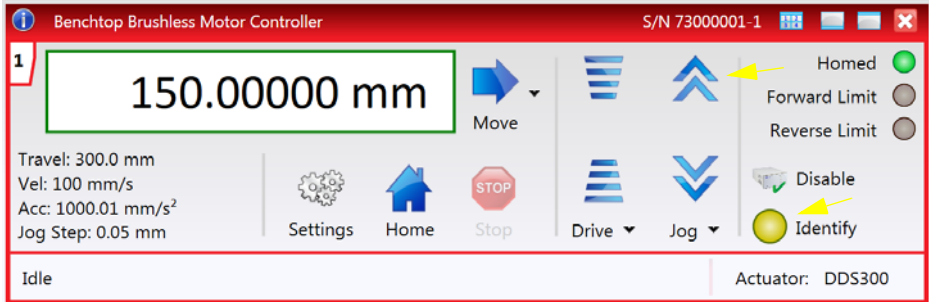 Benchtop Brushless Motor Controller S/N 73000001-1
1
150.00000 mm
Move
Homed
Forward Limit
Reverse Limit
Travel: 300.0 mm
Vel: 100 mm/s
Acc: 1000.01 mm/s²
Jog Step: 0.05 mm
Settings
Home
STOP
Stop
Drive
Jog
Disable
Identify
Idle
Actuator: DDS300